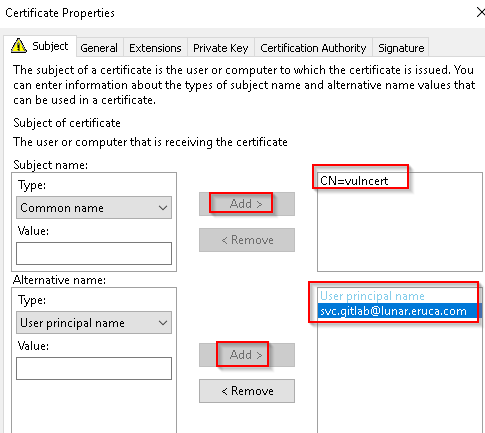 Certificate Properties
Subject General Extensions Private Key Certification Authority Signature
The subject of a certificate is the user or computer to which the certificate is issued. You
can enter information about the types of subject name and alternative name values that
can be used in a certificate.
Subject of certificate
The user or computer that is receiving the certificate
Subject name:
Type:
Common name
Value:
Add >
< Remove
CN=vulncert
Alternative name:
Type:
User principal name
Value:
Add >
< Remove
User principal name
svc.gitlab@lunar.eruca.com